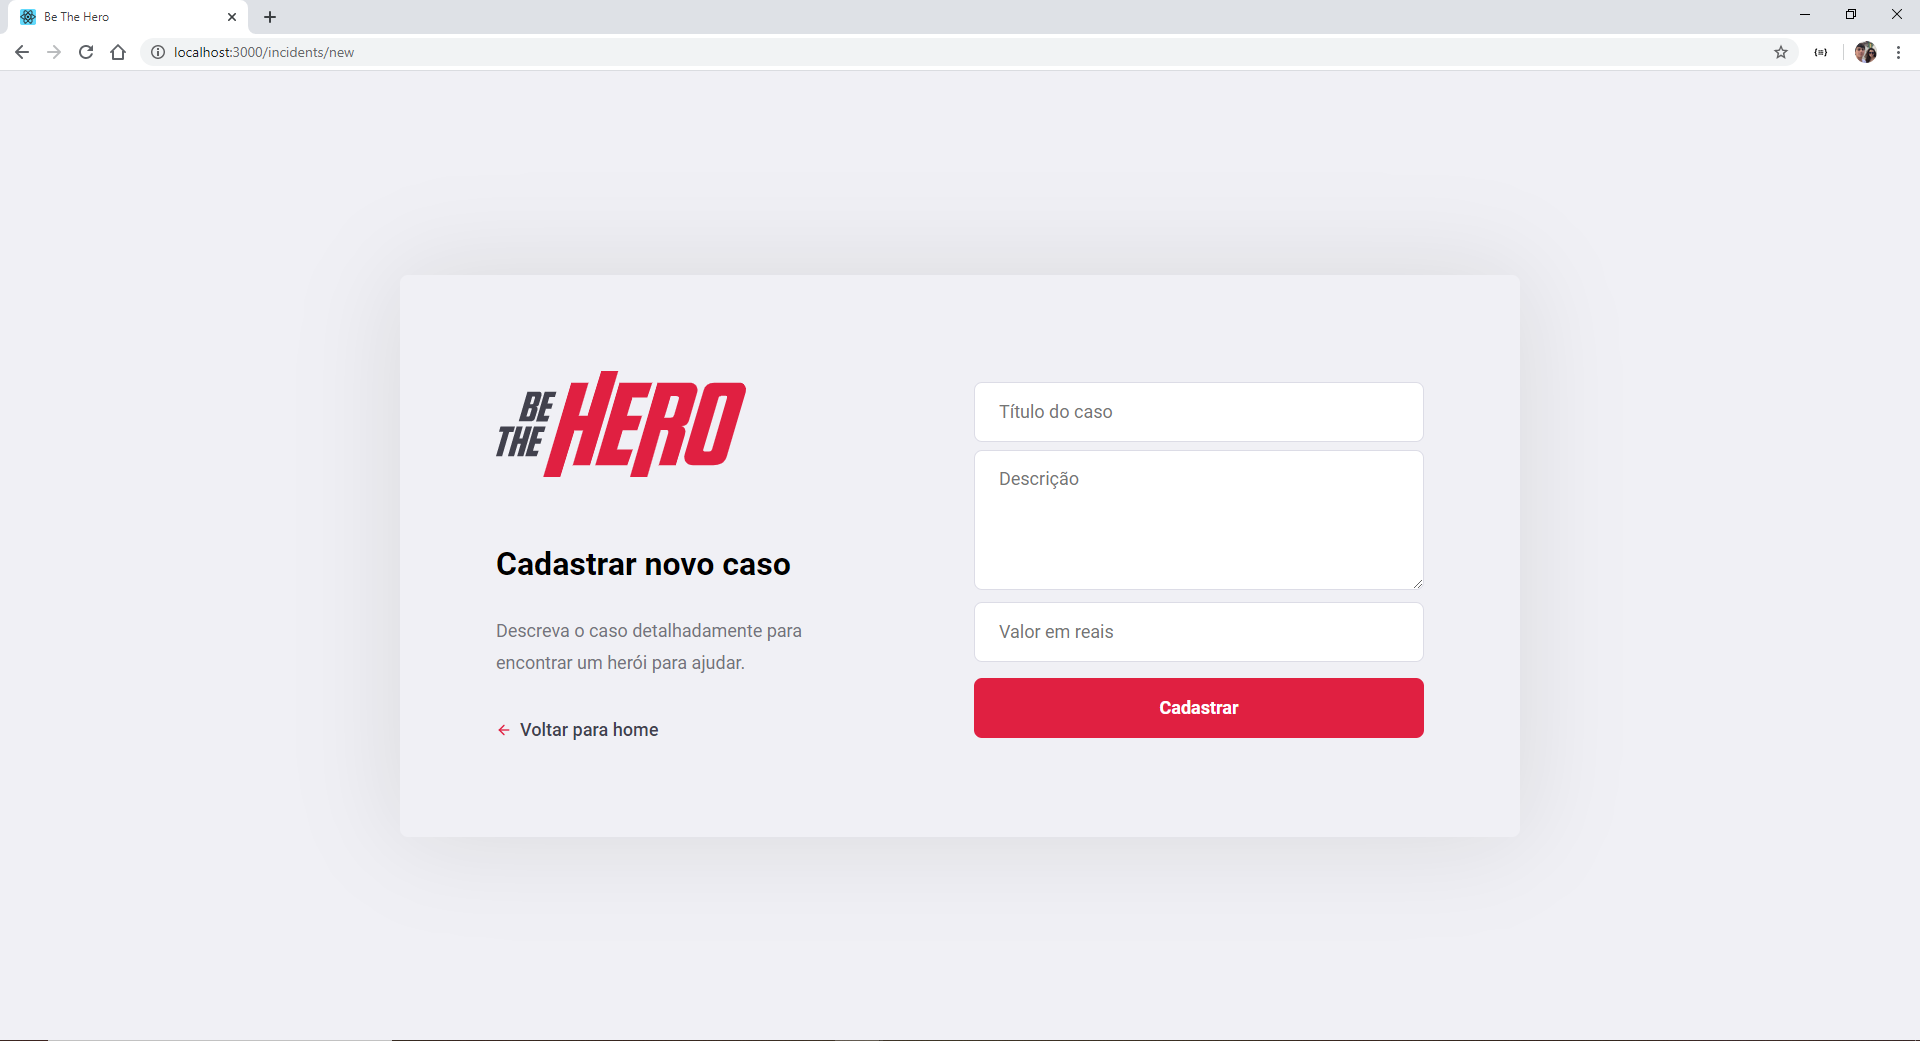 Be The Hero
localhost:3000/incidents/new
BE
THE
HERO
Cadastrar novo caso
Descreva o caso detalhadamente para
encontrar um herói para ajudar.
Voltar para home
Título do caso
Descrição
Valor em reais
Cadastrar